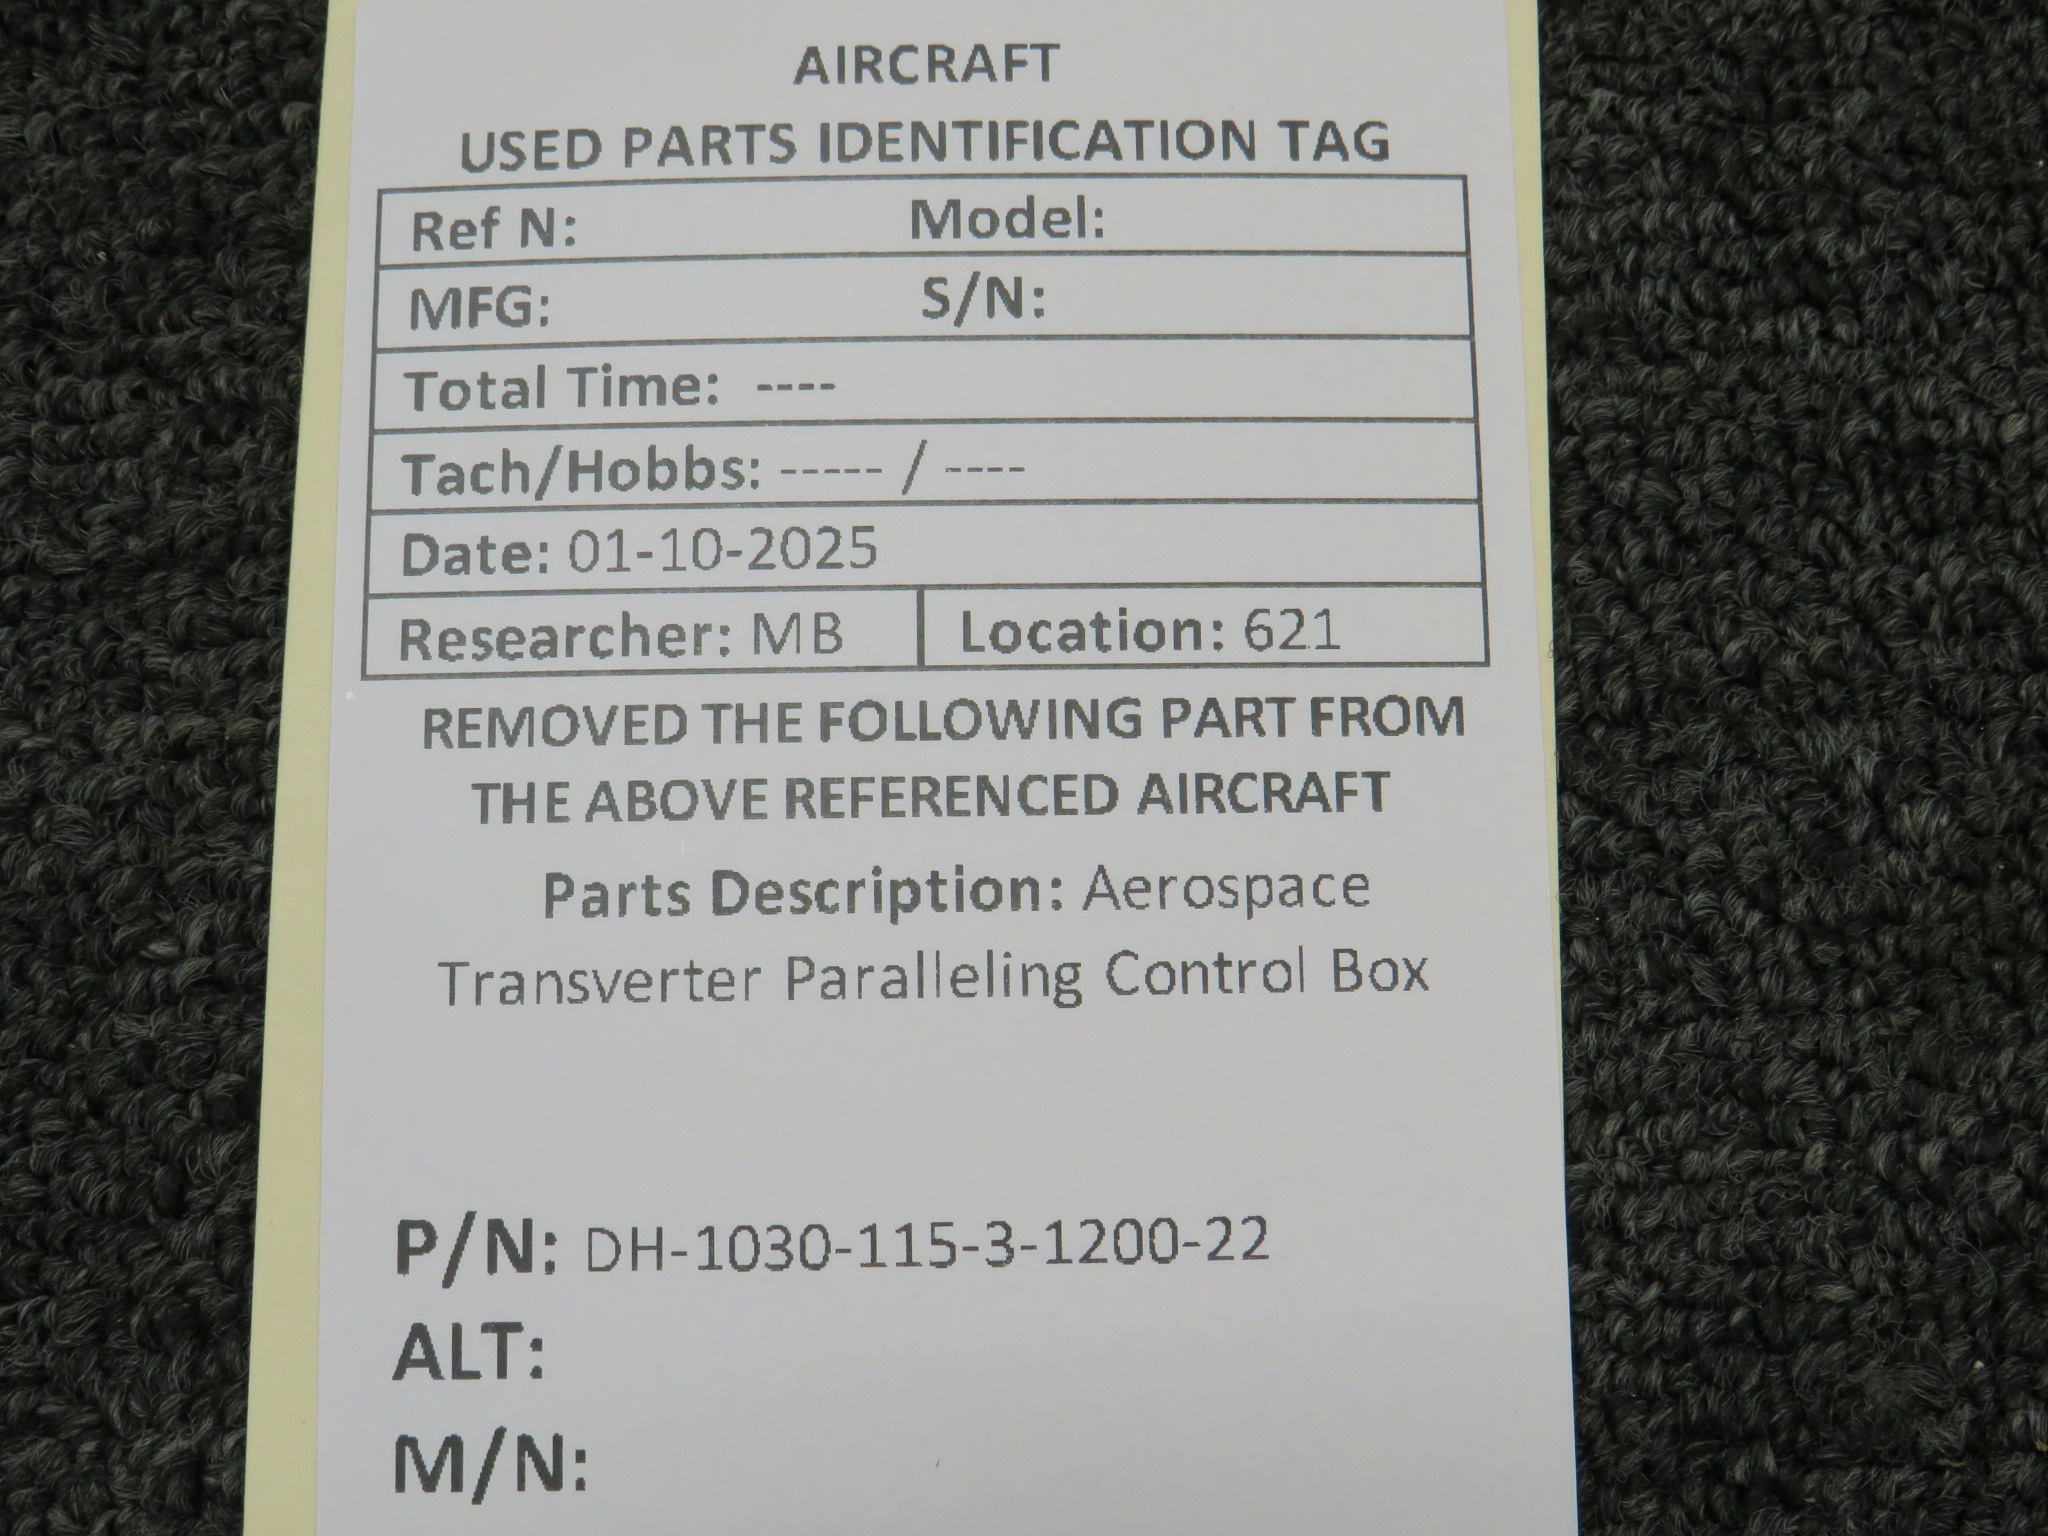 AIRCRAFT
USED PARTS IDENTIFICATION TAG
Ref N: Model:
MFG: S/N:
Total Time: ----
Tach/Hobbs: ----- / ----
Date: 01-10-2025
Researcher: MB Location: 621
REMOVED THE FOLLOWING PART FROM
THE ABOVE REFERENCED AIRCRAFT
Parts Description: Aerospace
Transverter Paralleling Control Box
P/N: DH-1030-115-3-1200-22
ALT:
M/N: